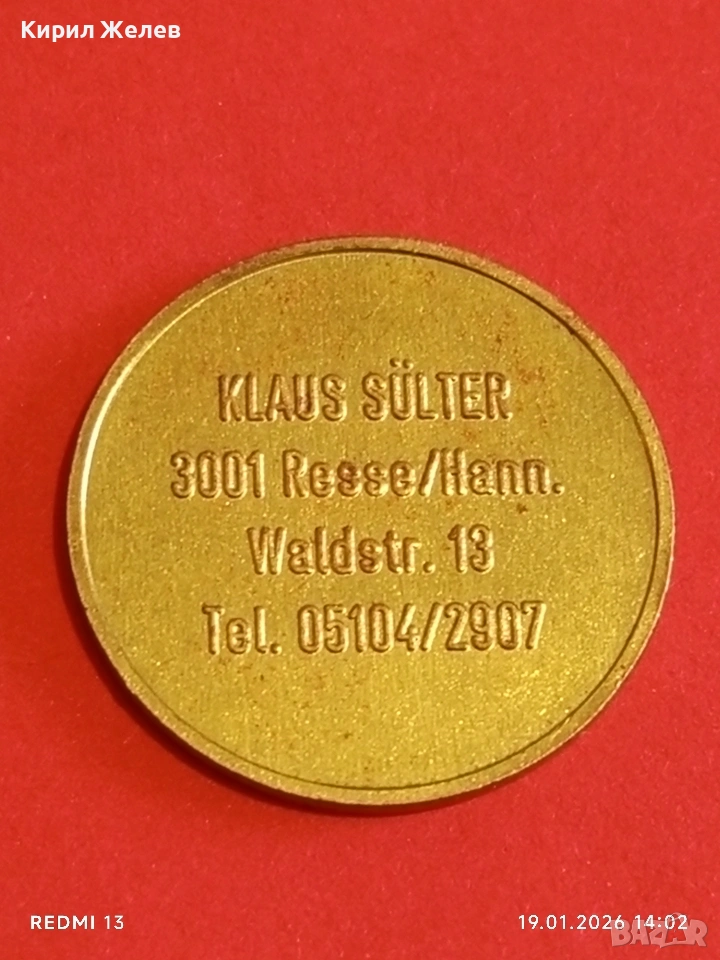 Кирил Желев
KLAUS SÜLTER
3001 Resse/Hann.
Waldstr. 13
Tel. 05104/2907
REDMI 13
19.01.2026 14:02
BAZAR